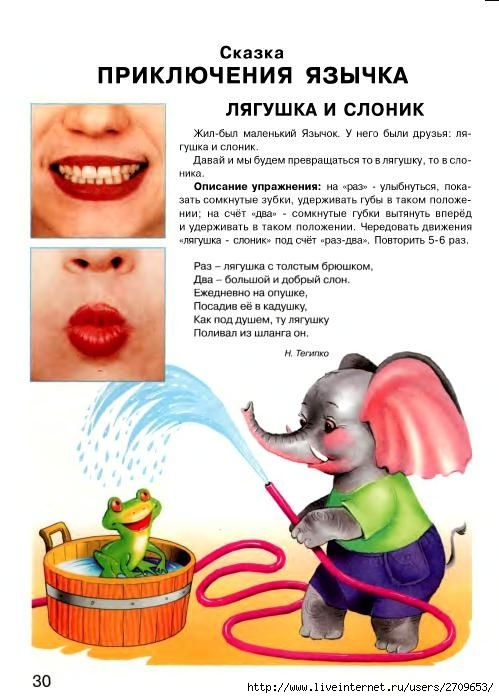 Сказка
ПРИКЛЮЧЕНИЯ ЯЗЫЧКА
ЛЯГУШКА И СЛОНИК
Жил-был маленький Язычок. У него были друзья: ля-
гушка и слоник.
Давай и мы будем превращаться то в лягушку, то в сло-
ника.
Описание упражнения: на «раз» - улыбнуться, пока-
зать сомкнутые зубки, удерживать губы в таком положе-
нии; на счёт «два» - сомкнутые губки вытянуть вперёд
и удерживать в таком положении. Чередовать движения
«лягушка - слоник» под счёт «раз-два». Повторить 5-6 раз.
Раз – лягушка с толстым брюшком,
Два – большой и добрый слон.
Ежедневно на опушке,
Посадив её в кадушку,
Как под душем, ту лягушку
Поливал из шланга он.
Н. Тегипко
30
http://www.liveinternet.ru/users/2709653/